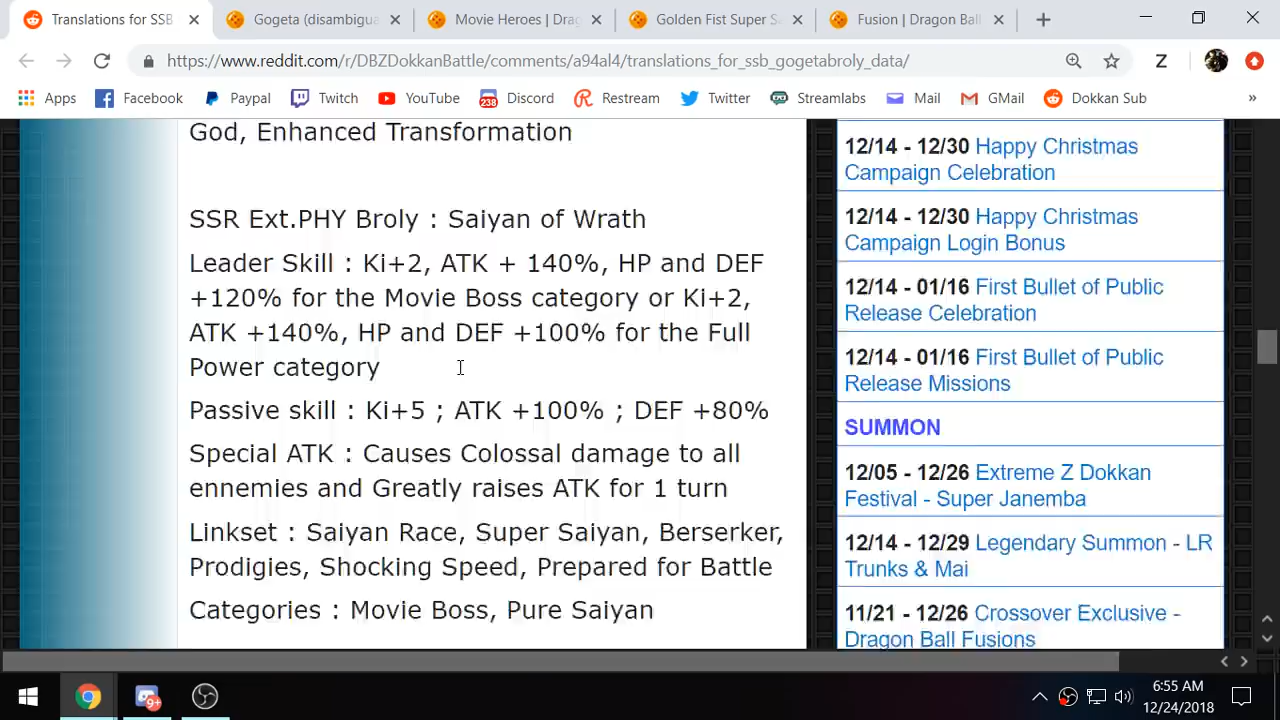 Translations for SSB
Gogeta (disambigua
Movie Heroes | Drag
Golden Fist Super S
Fusion | Dragon Ball
https://www.reddit.com/r/DBZDokkanBattle/comments/a94al4/translations_for_ssb_gogetabroly_data/
Z
Apps
Facebook
Paypal
Twitch
YouTube
238
Discord
Restream
Twitter
Streamlabs
Mail
GMail
Dokkan Sub
»
God, Enhanced Transformation
SSR Ext.PHY Broly : Saiyan of Wrath
Leader Skill : Ki+2, ATK + 140%, HP and DEF
+120% for the Movie Boss category or Ki+2,
ATK +140%, HP and DEF +100% for the Full
Power category
Passive skill : Ki+5 ; ATK +100% ; DEF +80%
Special ATK : Causes Colossal damage to all
ennemies and Greatly raises ATK for 1 turn
Linkset : Saiyan Race, Super Saiyan, Berserker,
Prodigies, Shocking Speed, Prepared for Battle
Categories : Movie Boss, Pure Saiyan
12/14 - 12/30 Happy Christmas
Campaign Celebration
12/14 - 12/30 Happy Christmas
Campaign Login Bonus
12/14 - 01/16 First Bullet of Public
Release Celebration
12/14 - 01/16 First Bullet of Public
Release Missions
SUMMON
12/05 - 12/26 Extreme Z Dokkan
Festival - Super Janemba
12/14 - 12/29 Legendary Summon - LR
Trunks & Mai
11/21 - 12/26 Crossover Exclusive -
Dragon Ball Fusions
9+
6:55 AM
12/24/2018